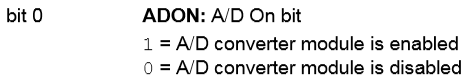 bit 0 ADON: A/D On bit
1 = A/D converter module is enabled
0 = A/D converter module is disabled